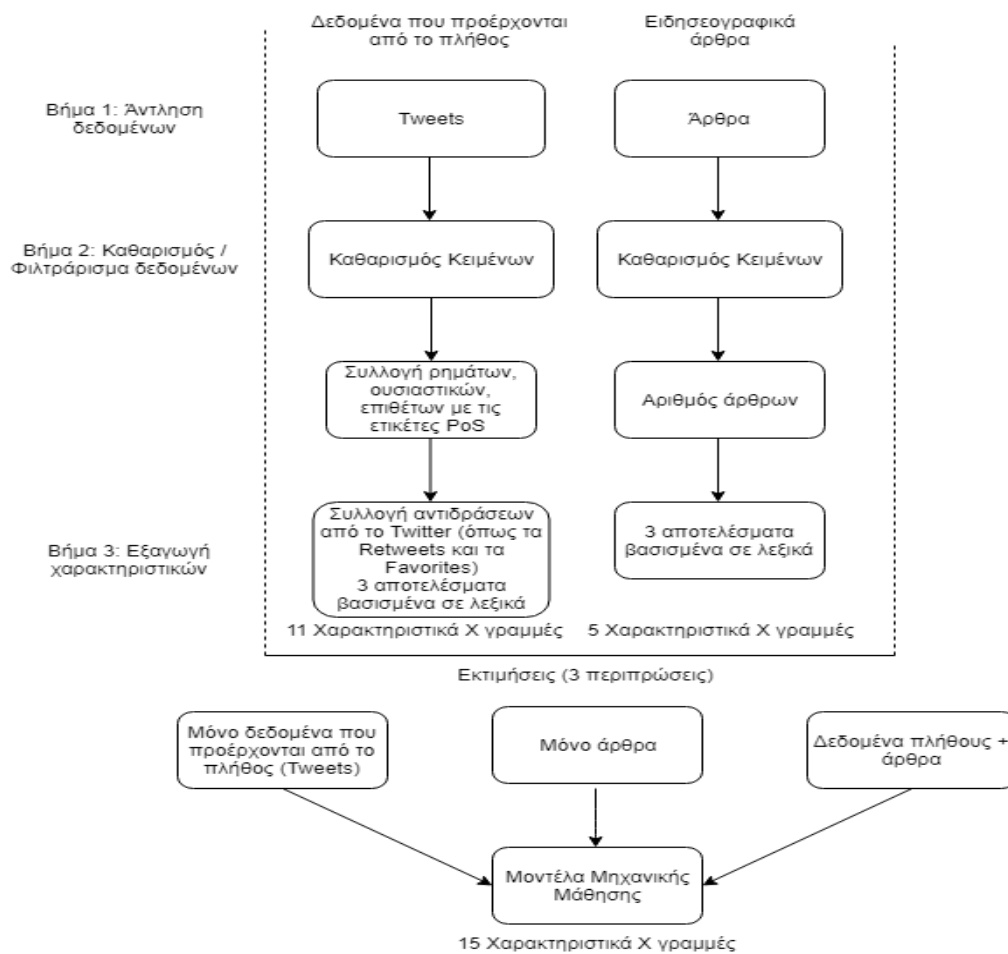 Δεδομένα που προέρχονται
από το πλήθος
Ειδησεογραφικά
άρθρα
Βήμα 1: Άντληση
δεδομένων
Tweets
Άρθρα
Βήμα 2: Καθαρισμός /
Φιλτράρισμα δεδομένων
Καθαρισμός Κειμένων
Καθαρισμός Κειμένων
Συλλογή ρημάτων,
ουσιαστικών,
επιθέτων με τις
ετικέτες PoS
Αριθμός άρθρων
Βήμα 3: Εξαγωγή
χαρακτηριστικών
Συλλογή αντιδράσεων
από το Twitter (όπως τα
Retweets και τα
Favorites)
3 αποτελέσματα
βασισμένα σε λεξικά
3 αποτελέσματα
βασισμένα σε λεξικά
11 Χαρακτηριστικά X γραμμές
5 Χαρακτηριστικά X γραμμές
Εκτιμήσεις (3 περιπρώσεις)
Μόνο δεδομένα που
προέρχονται από το
πλήθος (Tweets)
Μόνο άρθρα
Δεδομένα πλήθους +
άρθρα
Μοντέλα Μηχανικής
Μάθησης
15 Χαρακτηριστικά X γραμμές